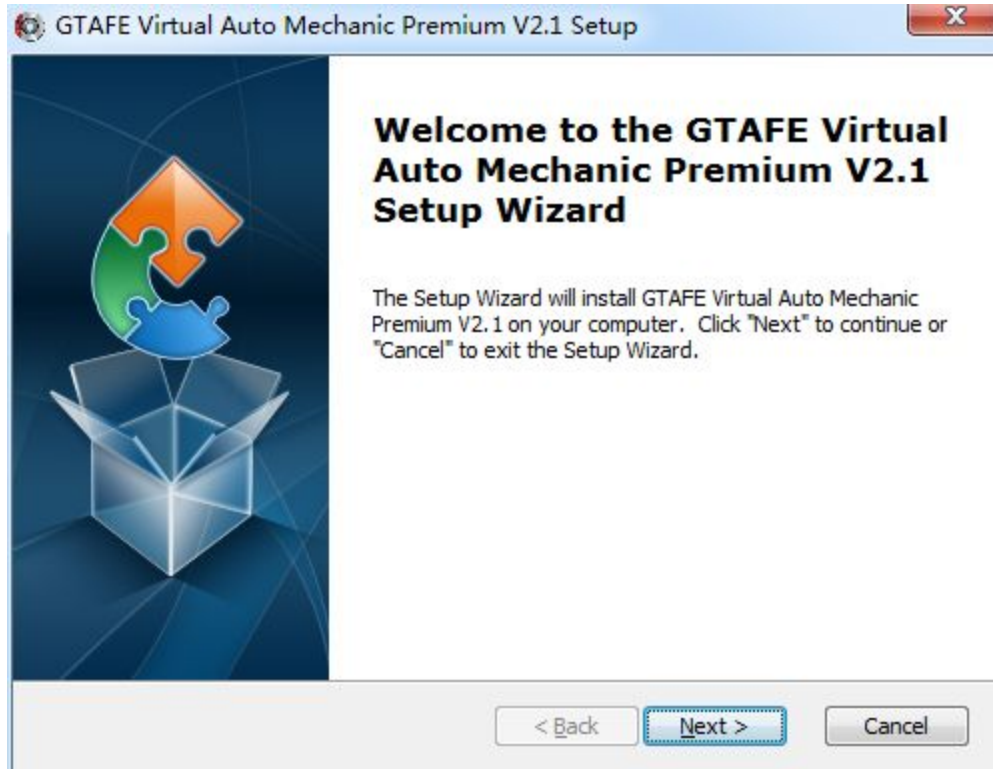 GTAFE Virtual Auto Mechanic Premium V2.1 Setup
Welcome to the GTAFE Virtual
Auto Mechanic Premium V2.1
Setup Wizard
The Setup Wizard will install GTAFE Virtual Auto Mechanic
Premium V2.1 on your computer.  Click "Next" to continue or
"Cancel" to exit the Setup Wizard.
< Back Next > Cancel